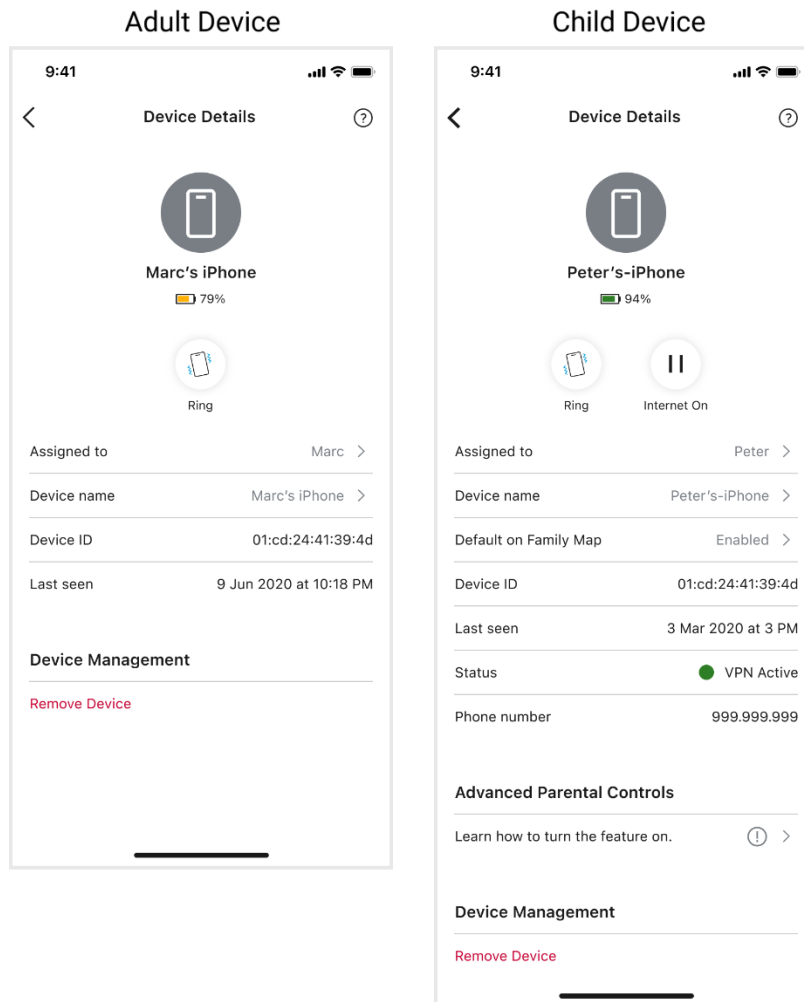 Adult Device
9:41
Device Details
?
Marc's iPhone
79%
Ring
Assigned to Marc
Device name Marc's iPhone
Device ID 01:cd:24:41:39:4d
Last seen 9 Jun 2020 at 10:18 PM
Device Management
Remove Device
Child Device
9:41
Device Details
?
Peter's-iPhone
94%
Ring Internet On
Assigned to Peter
Device name Peter's-iPhone
Default on Family Map Enabled
Device ID 01:cd:24:41:39:4d
Last seen 3 Mar 2020 at 3 PM
Status VPN Active
Phone number 999.999.999
Advanced Parental Controls
Learn how to turn the feature on. !
Device Management
Remove Device